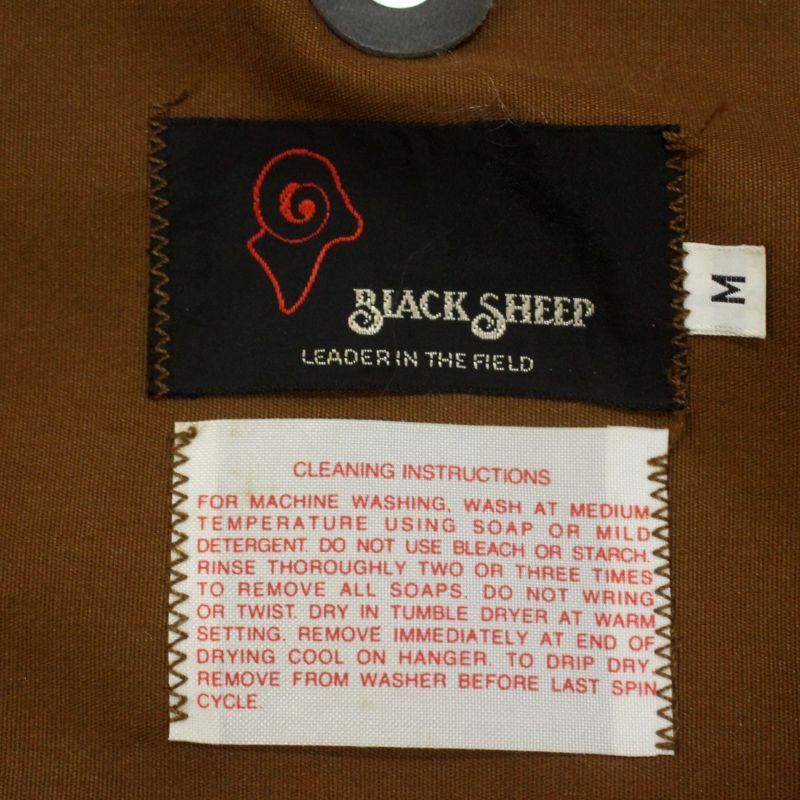 BLACK SHEEP
LEADER IN THE FIELD
M
CLEANING INSTRUCTIONS
FOR MACHINE WASHING, WASH AT MEDIUM
TEMPERATURE USING SOAP OR MILD
DETERGENT. DO NOT USE BLEACH OR STARCH.
RINSE THOROUGHLY TWO OR THREE TIMES
TO REMOVE ALL SOAPS. DO NOT WRING
OR TWIST. DRY IN TUMBLE DRYER AT WARM
SETTING. REMOVE IMMEDIATELY AT END OF
DRYING COOL ON HANGER. TO DRIP DRY
REMOVE FROM WASHER BEFORE LAST SPIN
CYCLE.